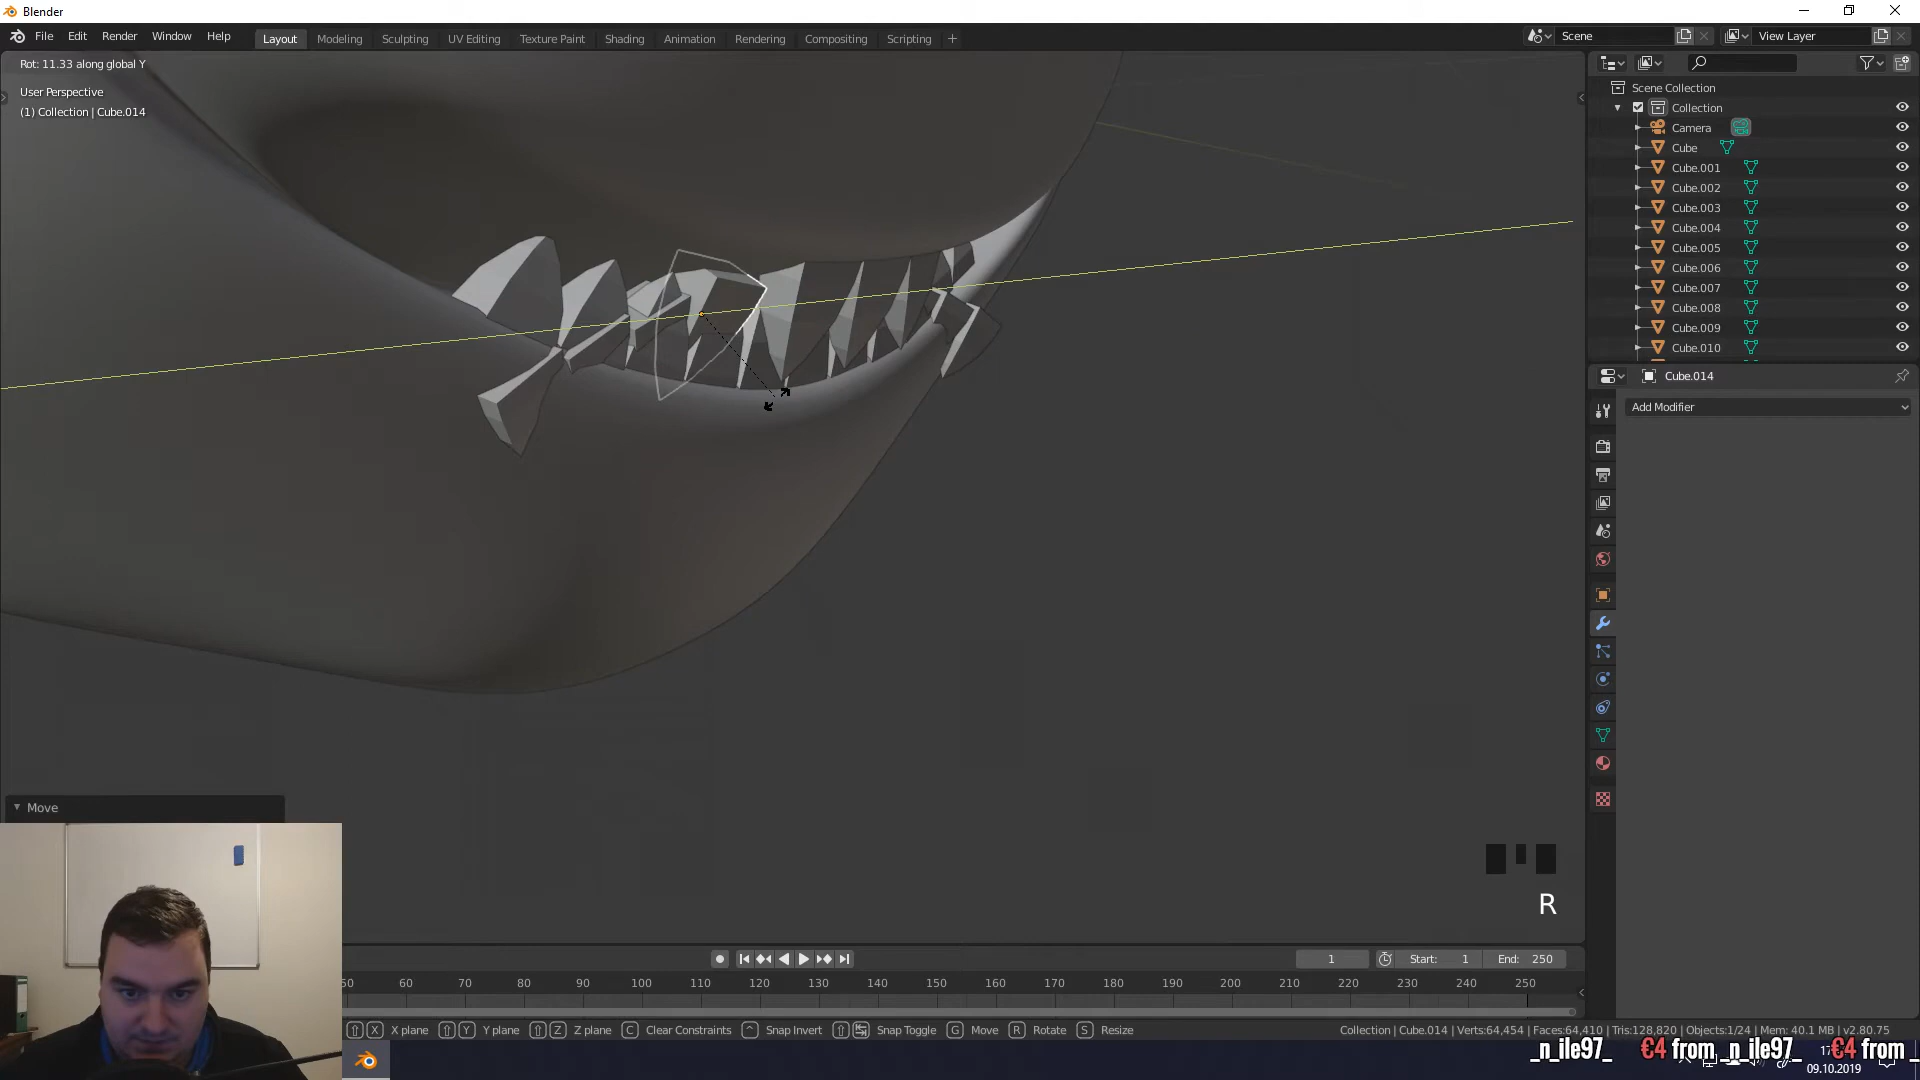 Blender
File Edit Render Window Help Layout Modeling Sculpting UV Editing Texture Paint Shading Animation Rendering Compositing Scripting + Scene View Layer
Rot: 11.33 along global Y
User Perspective
(1) Collection | Cube.014
Scene Collection
Collection
Camera
Cube
Cube.001
Cube.002
Cube.003
Cube.004
Cube.005
Cube.006
Cube.007
Cube.008
Cube.009
Cube.010
Cube.014
Add Modifier
Move
R
1 Start: 1 End: 250
50 60 70 80 90 100 110 120 130 140 150 160 170 180 190 200 210 220 230 240 250
X X plane Y Y plane Z Z plane C Clear Constraints ^ Snap Invert Snap Toggle G Move R Rotate S Resize Collection | Cube.014 | Verts:64,454 | Faces:64,410 | Tris:128,820 | Objects:1/24 | Mem: 40.1 MB | v2.80.75
_n_ile97_ €4 from _n_ile97_ €4 from _
09.10.2019